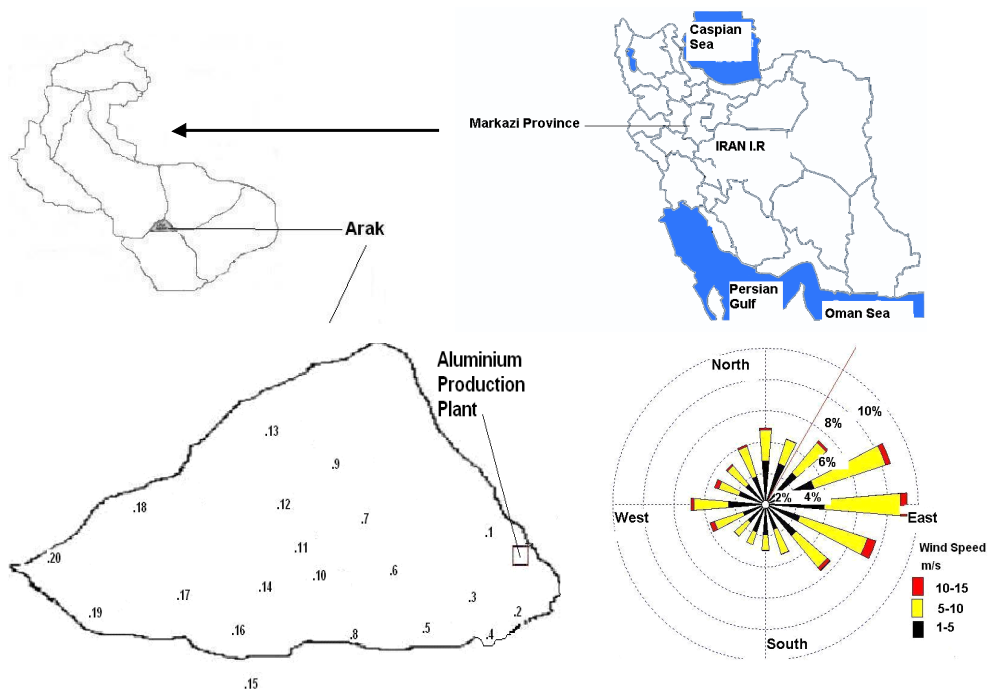 Caspian
Sea
Markazi Province
IRAN I.R
Arak
Persian
Gulf
Oman Sea
Aluminium
Production
Plant
.13
.9
.18
.12
.7
.1
.20
.11
.10
.6
.14
.17
.3
.19
.2
.16
.8
.5
.4
.15
North
10%
8%
6%
2%
4%
West
East
South
Wind Speed
m/s
10-15
5-10
1-5